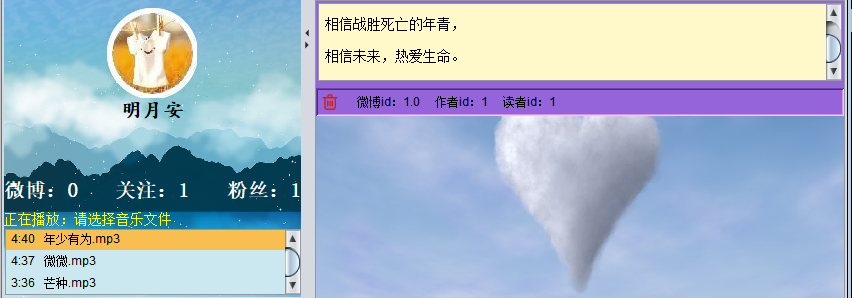 明月安
微博：0 关注：1 粉丝：1
正在播放：请选择音乐文件
4:40 年少有为.mp3
4:37 微微.mp3
3:36 芒种.mp3
相信战胜死亡的年青，
相信未来，热爱生命。
微博id：1.0 作者id：1 读者id：1